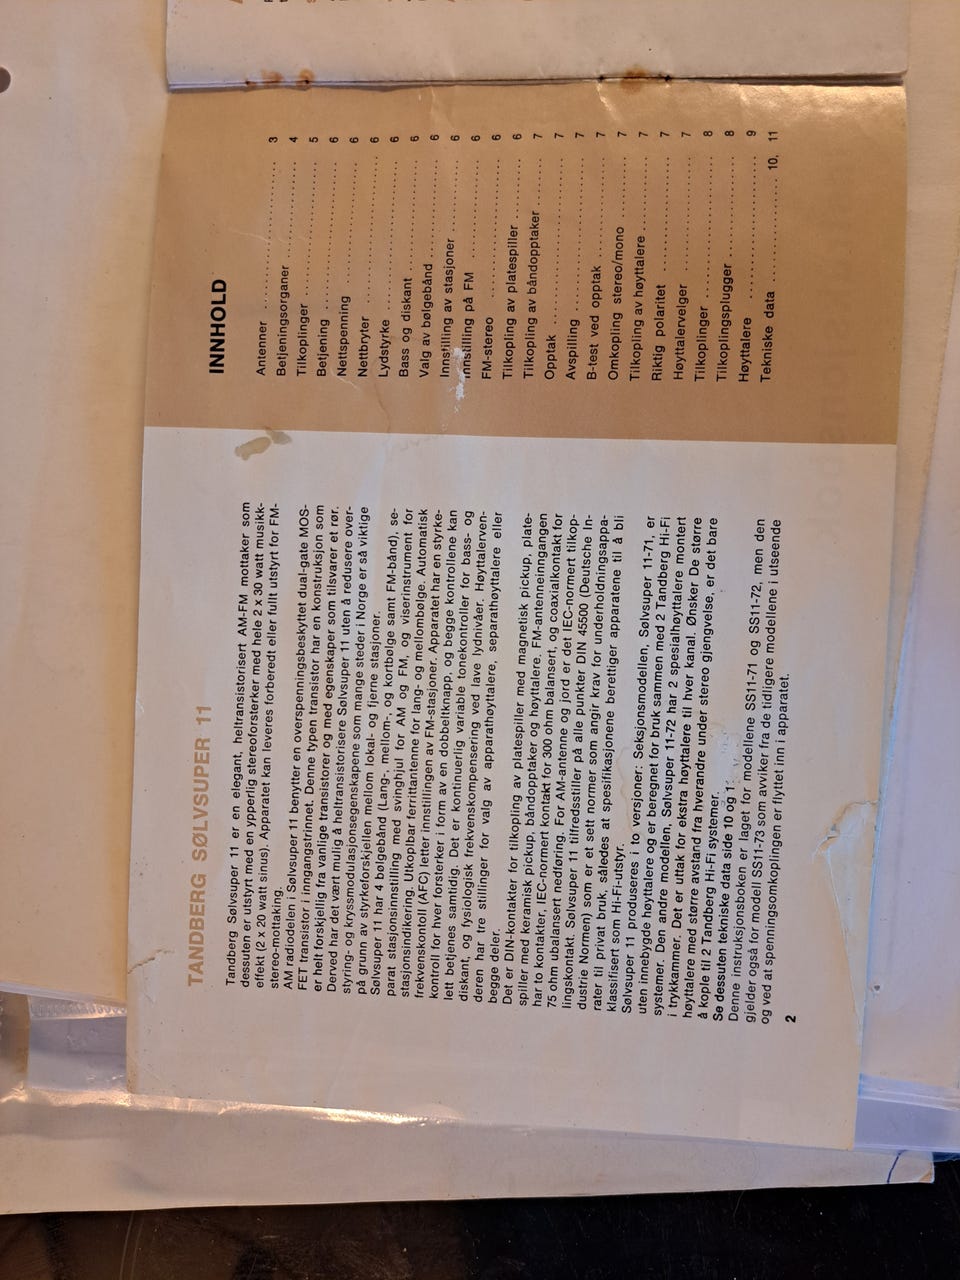 TANDBERG SØLVSUPER 11
Tandberg Sølvsuper 11 er en elegant, heltransistorisert AM-FM mottaker som
dessuten er utstyrt med en ypperlig stereoforsterker med hele 2 x 30 watt musikk-
effekt (2 x 20 watt sinus). Apparatet kan leveres forberedt eller fullt utstyrt for FM-
stereo-mottaking.
AM radiodelen i Sølvsuper 11 benytter en overspenningsbeskyttet dual-gate MOS-
FET transistor i inngangstrinnet. Denne typen transistor har en konstruksjon som
er helt forskjellig fra vanlige transistorer og med egenskaper som tilsvarer et rør.
Derved har det vært mulig å heltransistorisere Sølvsuper 11 uten å redusere over-
styring- og kryssmodulasjonsegenskapene som mange steder i Norge er så viktige
på grunn av styrkeforskjellen mellom lokal- og fjerne stasjoner.
Sølvsuper 11 har 4 bølgebånd (Lang-, mellom-, og kortbølge samt FM-bånd), se-
parat stasjonsinnstilling med svinghjul for AM og FM, og viserinstrument for
stasjonsindikering. Utkoplbar ferrittantenne for lang- og mellombølge. Automatisk
frekvenskontroll (AFC) letter innstillingen av FM-stasjoner. Apparatet har en styrke-
kontroll for hver forsterker i form av en dobbeltknapp, og begge kontrollene kan
lett betjenes samtidig. Det er kontinuerlig variable tonekontroller for bass- og
diskant, og fysiologisk frekvenskompensering ved lave lydnivåer. Høyttalerven-
deren har tre stillinger for valg av apparathøyttalere, separathøyttalere eller
begge deler.
Det er DIN-kontakter for tilkopling av platespiller med magnetisk pickup, plate-
spiller med keramisk pickup, båndopptaker og høyttalere. FM-antenneinngangen
har to kontakter, IEC-normert kontakt for 300 ohm balansert, og coaxialkontakt for
75 ohm ubalansert nedføring. For AM-antenne og jord er det IEC-normert tilkop-
lingskontakt. Sølvsuper 11 tilfredsstiller på alle punkter DIN 45500 (Deutsche In-
dustrie Normen) som er et sett normer som angir krav for underholdningsappa-
rater til privat bruk, således at spesifikasjonene berettiger apparatene til å bli
klassifisert som Hi-Fi-utstyr.
Sølvsuper 11 produseres i to versjoner: Seksjonsmodellen, Sølvsuper 11-71, er
uten innebygde høyttalere og er beregnet for bruk sammen med 2 Tandberg Hi-Fi
systemer. Den andre modellen, Sølvsuper 11-72 har 2 spesialhøyttalere montert
i trykkammer. Det er uttak for ekstra høyttalere til hver kanal. Ønsker De større
høyttalere med større avstand fra hverandre under stereo gjengivelse, er det bare
å kople til 2 Tandberg Hi-Fi systemer.
Se dessuten tekniske data side 10 og 1
Denne instruksjonsboken er laget for modellene SS11-71 og SS11-72, men den
gjelder også for modell SS11-73 som avviker fra de tidligere modellene i utseende
og ved at spenningsomkoplingen er flyttet inn i apparatet.
2
INNHOLD
Antenner .......... 3
Betjeningsorganer .......... 4
Tilkoplinger .......... 5
Betjening .......... 6
Nettspenning .......... 6
Nettbryter .......... 6
Lydstyrke .......... 6
Bass og diskant .......... 6
Valg av bølgebånd .......... 6
Innstilling av stasjoner .......... 6
Innstilling på FM .......... 6
FM-stereo .......... 6
Tilkopling av platespiller .......... 6
Tilkopling av båndopptaker .......... 7
Opptak .......... 7
Avspilling .......... 7
B-test ved opptak .......... 7
Omkopling stereo/mono .......... 7
Tilkopling av høyttalere .......... 7
Riktig polaritet .......... 7
Høyttalervelger .......... 7
Tilkoplinger .......... 8
Tilkoplingsplugger .......... 8
Høyttalere .......... 9
Tekniske data .......... 10, 11